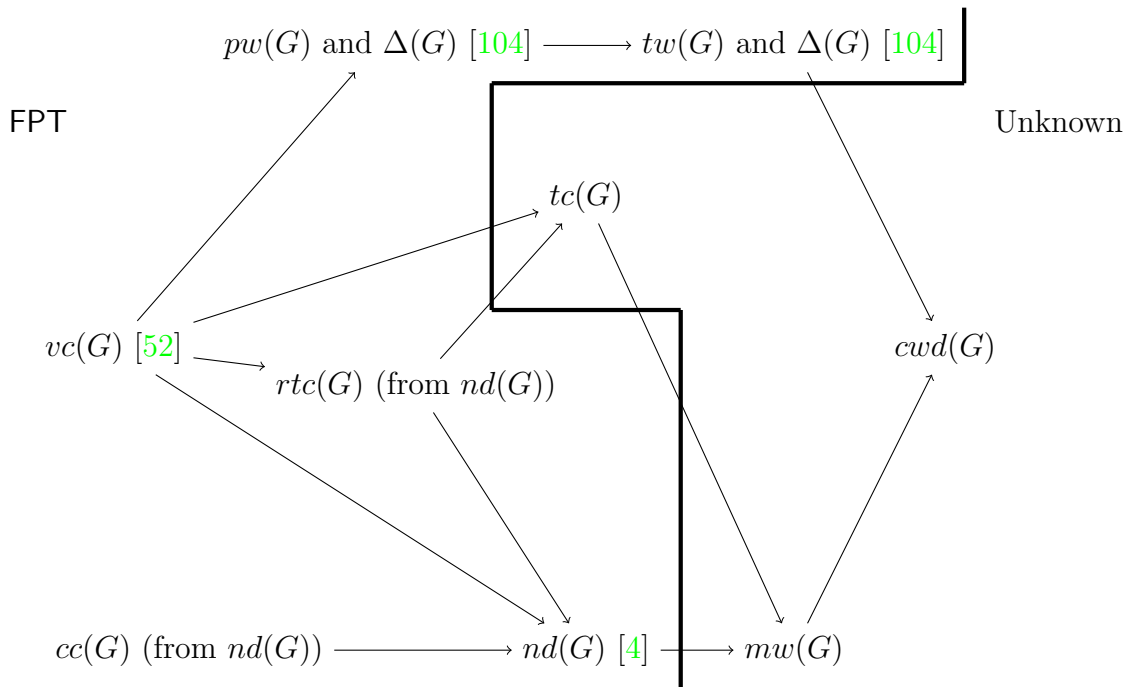 pw(G) and Δ(G) [104]
tw(G) and Δ(G) [104]
FPT
Unknown
tc(G)
vc(G) [52]
cwd(G)
rtc(G) (from nd(G))
cc(G) (from nd(G))
nd(G) [4]
mw(G)